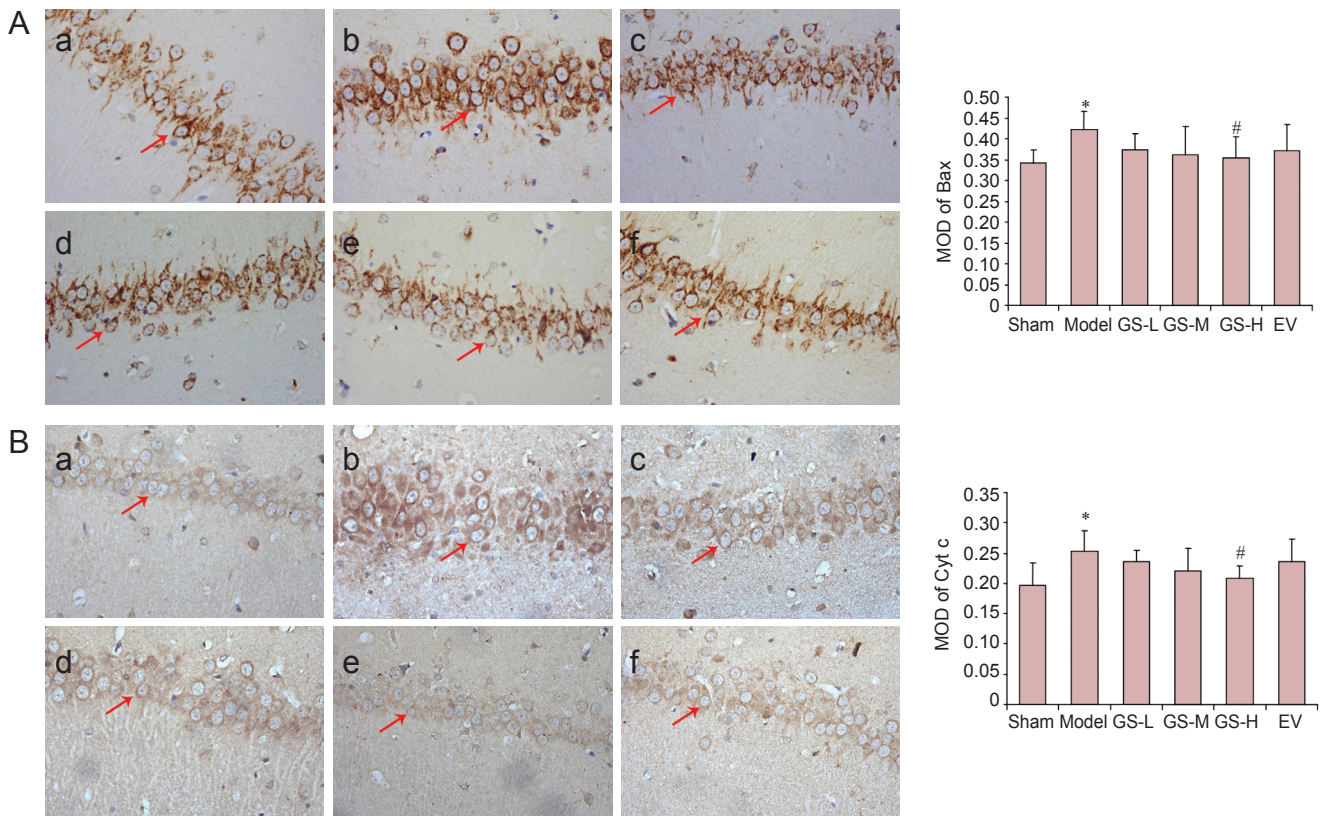 A
a
b
c
d
e
f
MOD of Bax
0.50
0.45
0.40
0.35
0.30
0.25
0.20
0.15
0.10
0.05
0
*
#
Sham Model GS-L GS-M GS-H EV
B
a
b
c
d
e
f
MOD of Cyt c
0.35
0.30
0.25
0.20
0.15
0.10
0.05
0
*
#
Sham Model GS-L GS-M GS-H EV